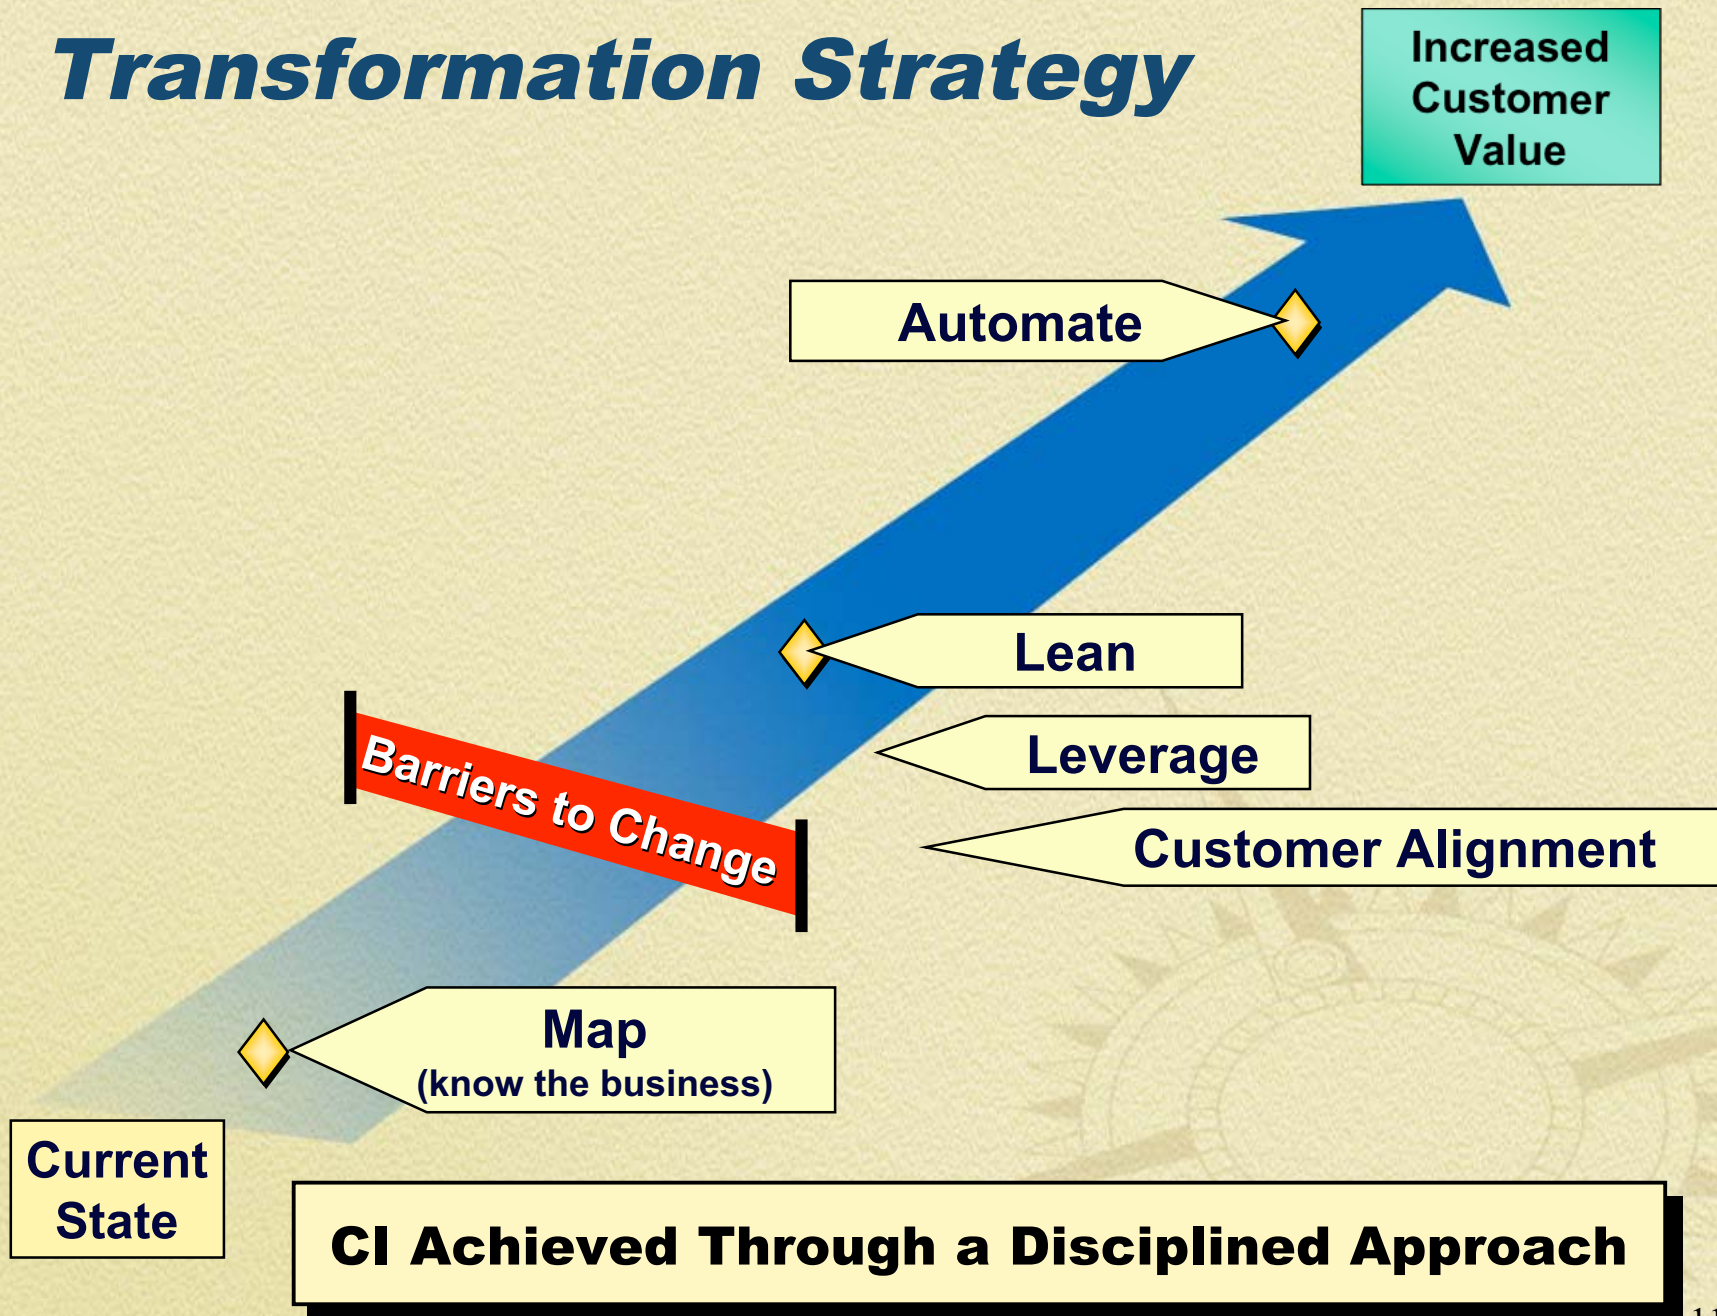 Transformation Strategy
Increased
Customer
Value
Automate
Lean
Leverage
Barriers to Change
Customer Alignment
Map
(know the business)
Current
State
CI Achieved Through a Disciplined Approach